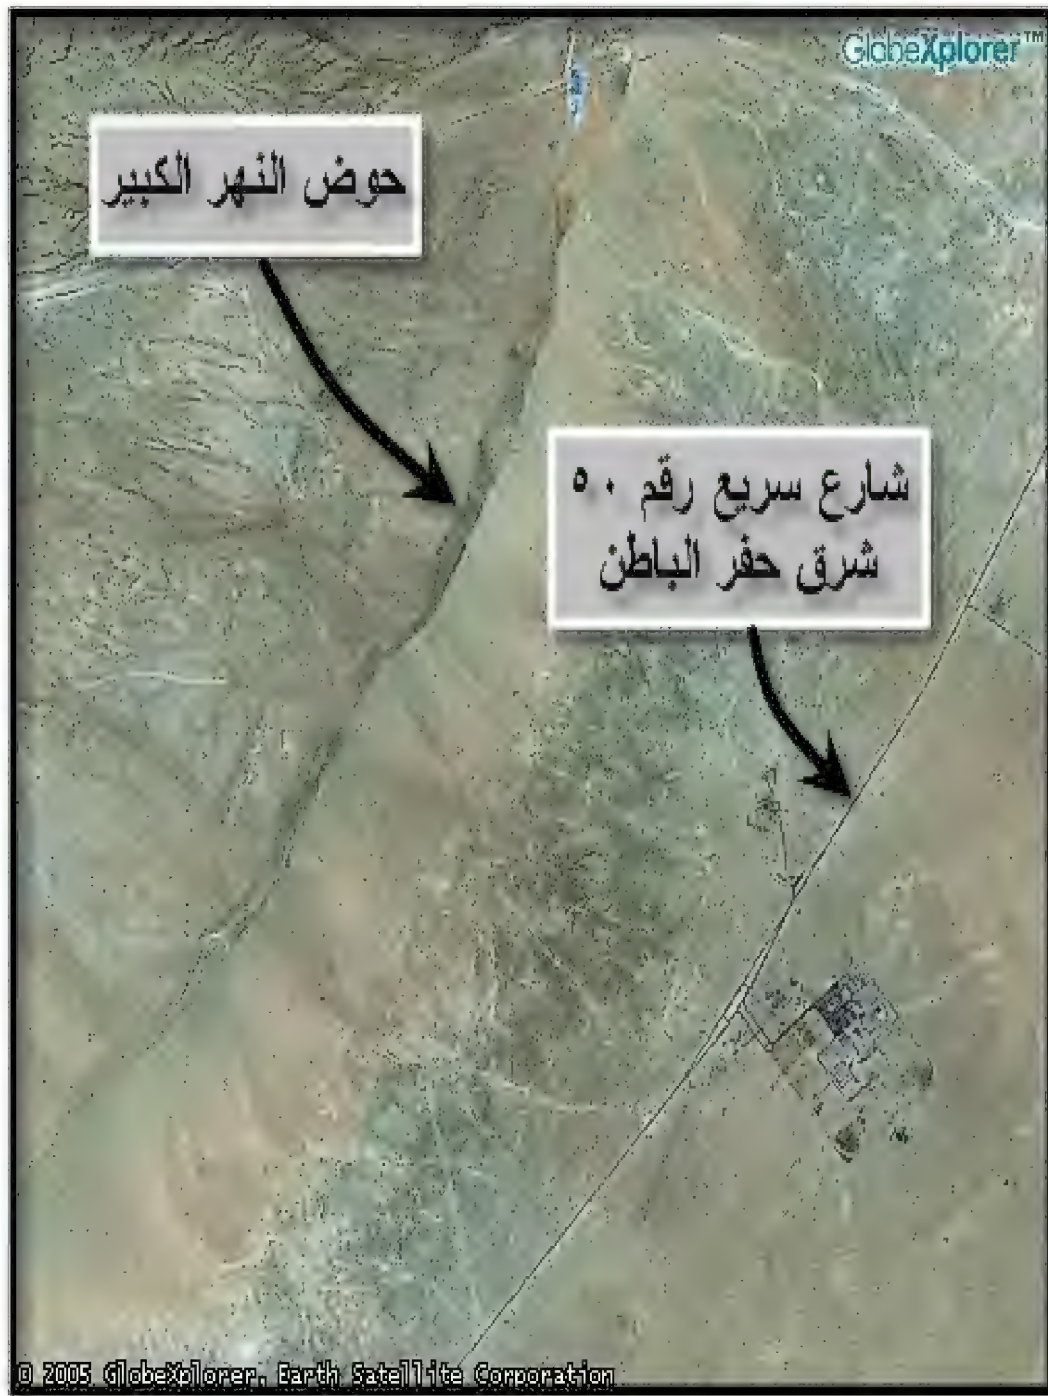 GlobeXplorer™
حوض النهر الكبير
شارع سريع رقم ٥٠
شرق حفر الباطن
© 2005 GlobeXplorer, Earth Satellite Corporation